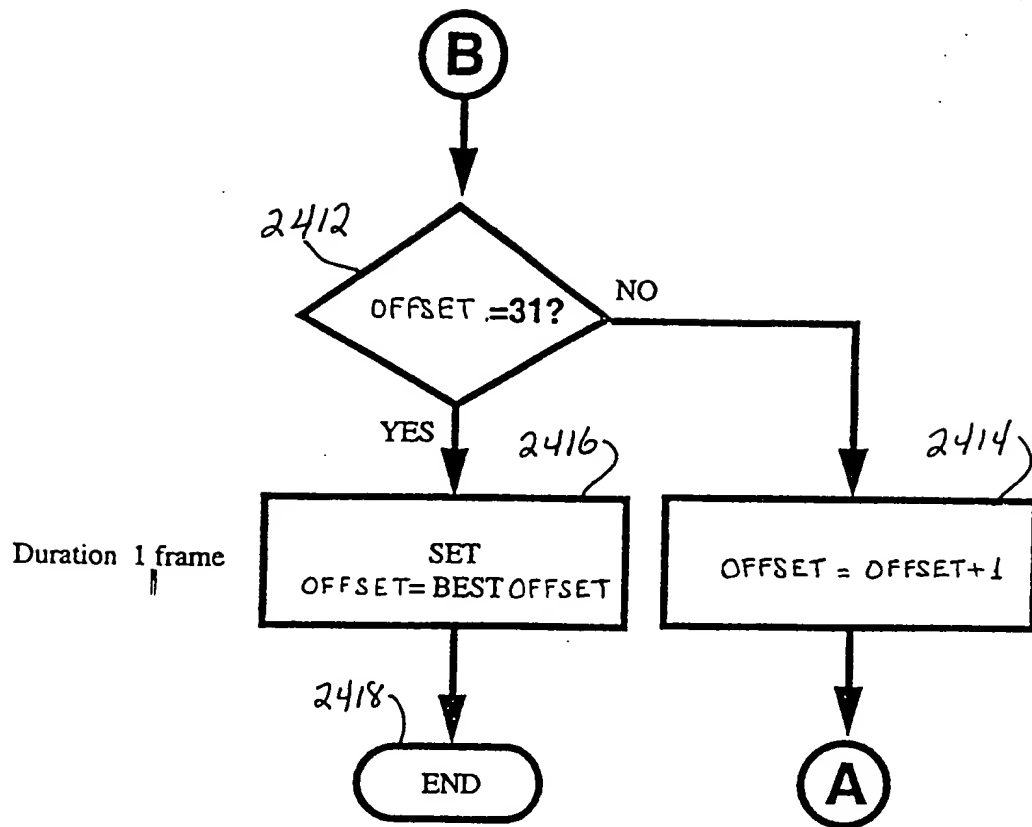 B
2412
OFFSET .=31?
NO
YES
2416
2414
Duration 1 frame
SET
OFFSET=BEST OFFSET
OFFSET = OFFSET+1
2418
END
A